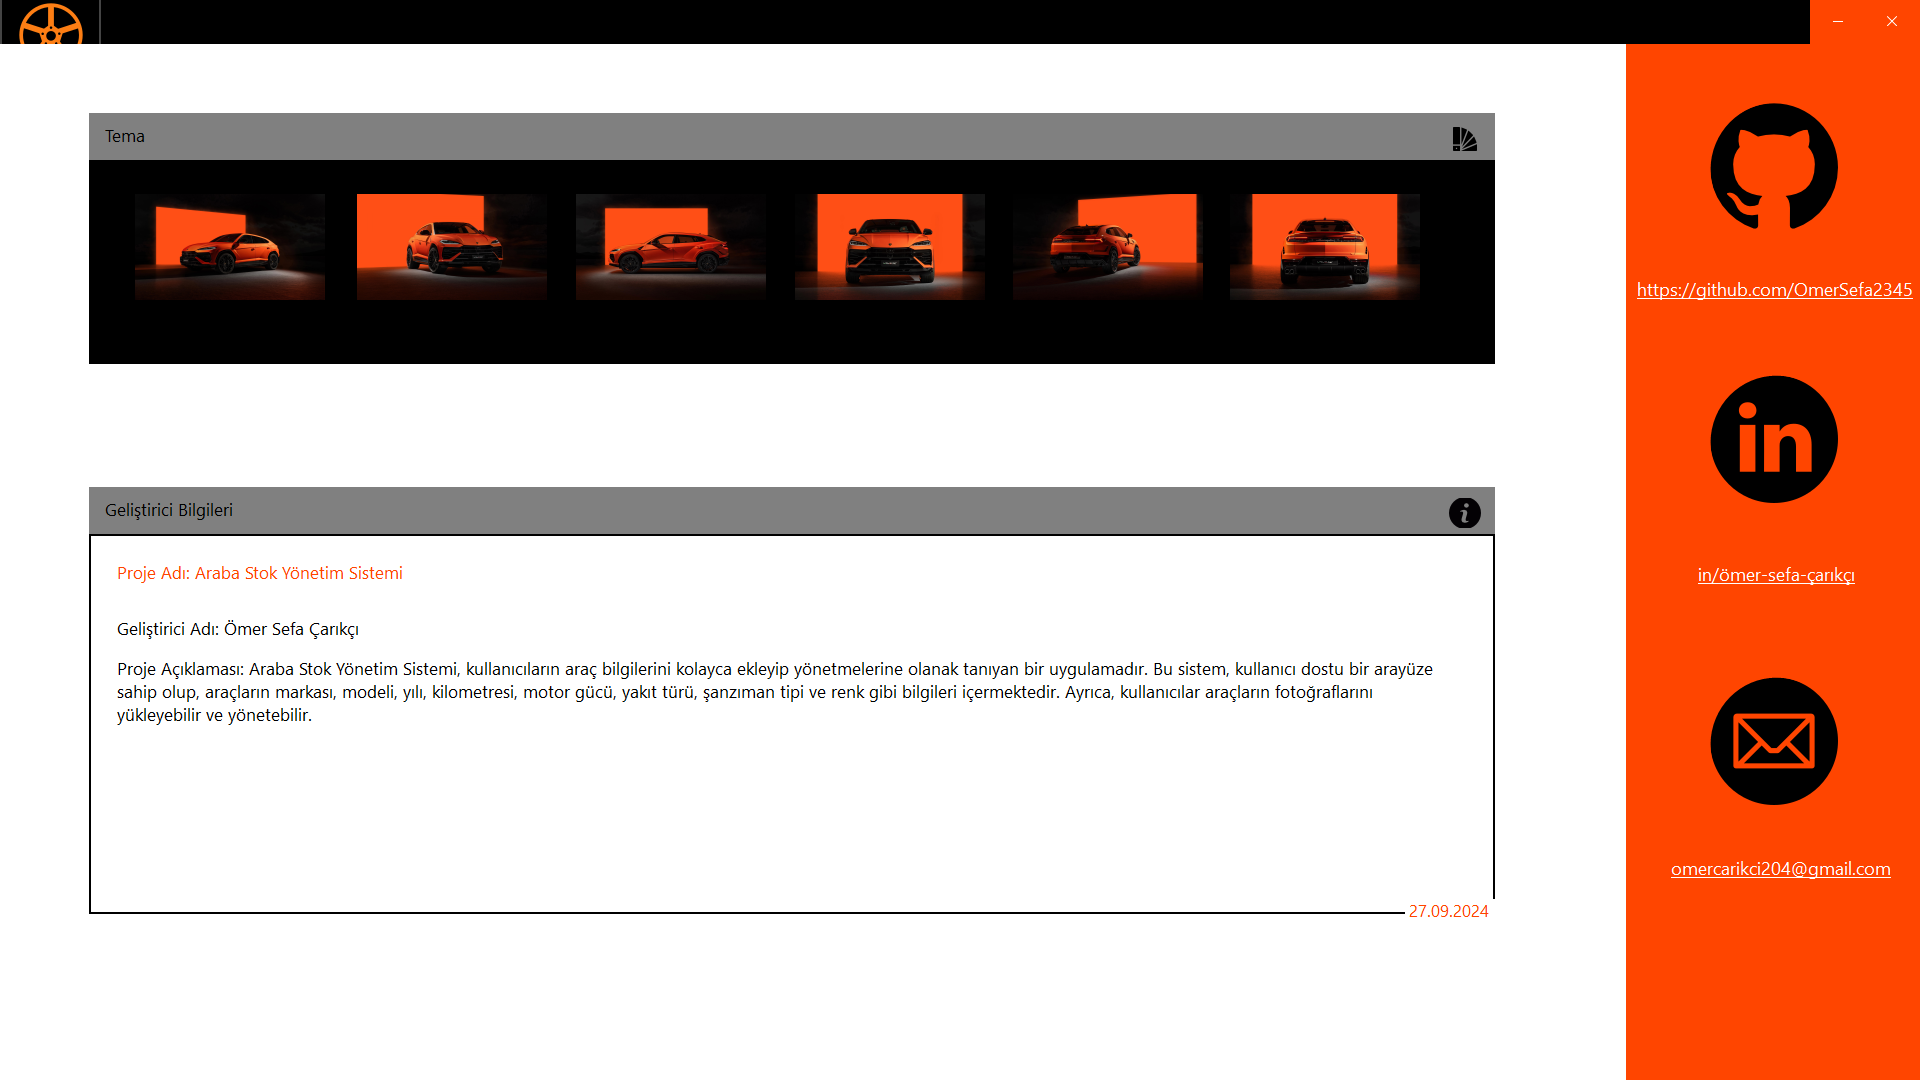 Tema
Geliştirici Bilgileri
Proje Adı: Araba Stok Yönetim Sistemi
Geliştirici Adı: Ömer Sefa Çarıkçı
Proje Açıklaması: Araba Stok Yönetim Sistemi, kullanıcıların araç bilgilerini kolayca ekleyip yönetmelerine olanak tanıyan bir uygulamadır. Bu sistem, kullanıcı dostu bir arayüze
sahip olup, araçların markası, modeli, yılı, kilometresi, motor gücü, yakıt türü, şanzıman tipi ve renk gibi bilgileri içermektedir. Ayrıca, kullanıcılar araçların fotoğraflarını
yükleyebilir ve yönetebilir.
27.09.2024
https://github.com/OmerSefa2345
in
in/ömer-sefa-çarıkçı
omercarikci204@gmail.com